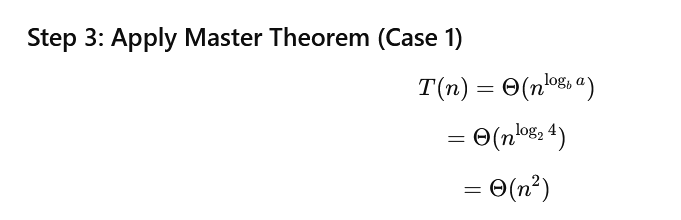 Step 3: Apply Master Theorem (Case 1)
T(n) = Θ(n^{log_b a})
= Θ(n^{log_2 4})
= Θ(n^2)